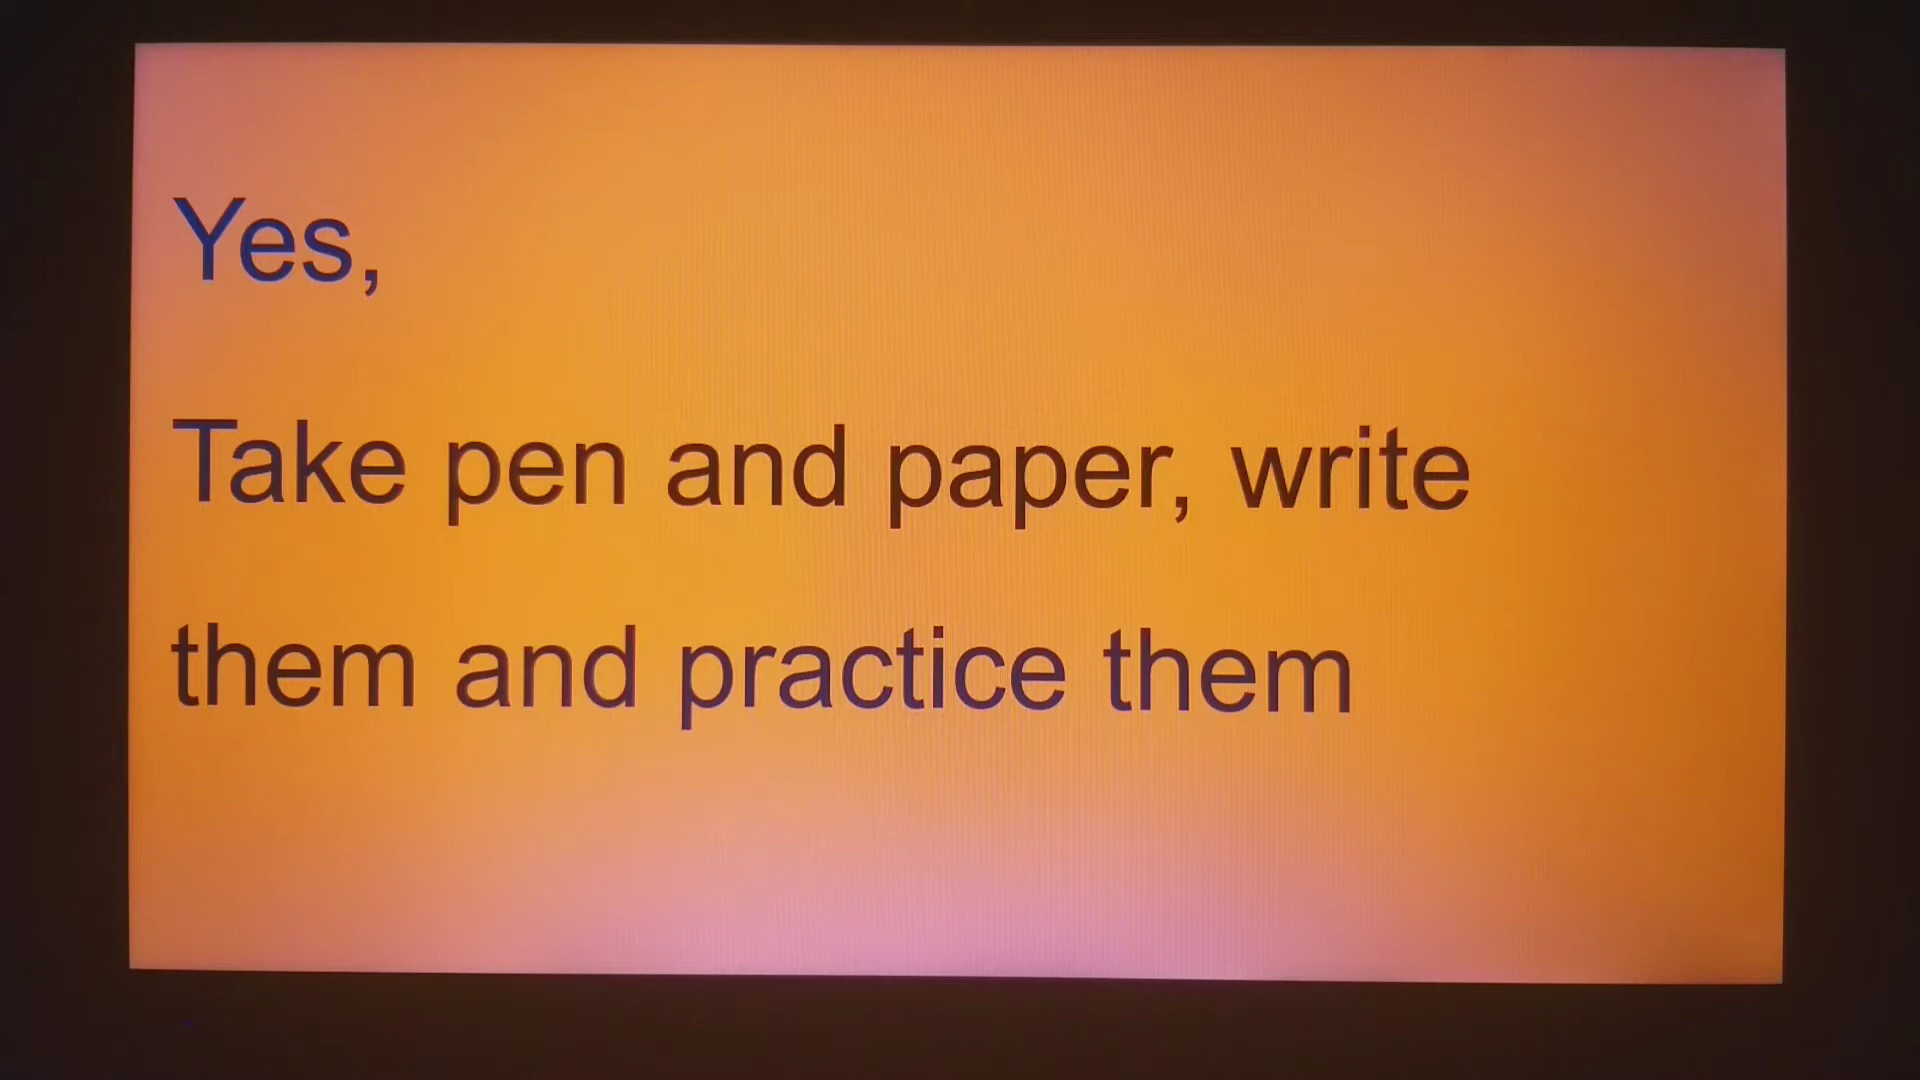 Yes,
Take pen and paper, write
them and practice them